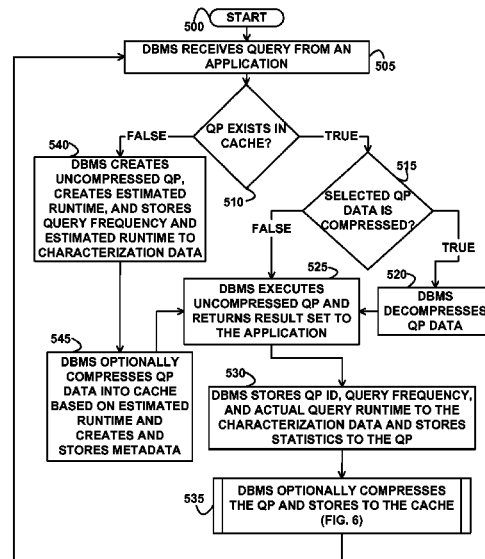 500
START
DBMS RECEIVES QUERY FROM AN
APPLICATION
505
FALSE
QP EXISTS IN
CACHE?
TRUE
510
540
DBMS CREATES
UNCOMPRESSED QP,
CREATES ESTIMATED
RUNTIME, AND STORES
QUERY FREQUENCY AND
ESTIMATED RUNTIME TO
CHARACTERIZATION DATA
515
SELECTED QP
DATA IS
COMPRESSED?
FALSE
TRUE
525
DBMS EXECUTES
UNCOMPRESSED QP AND
RETURNS RESULT SET TO
THE APPLICATION
520
DBMS
DECOMPRESSES
QP DATA
545
DBMS OPTIONALLY
COMPRESSES QP
DATA INTO CACHE
BASED ON ESTIMATED
RUNTIME AND
CREATES AND
STORES METADATA
530
DBMS STORES QP ID, QUERY FREQUENCY,
AND ACTUAL QUERY RUNTIME TO THE
CHARACTERIZATION DATA AND STORES
STATISTICS TO THE QP
535
DBMS OPTIONALLY COMPRESSES
THE QP AND STORES TO THE CACHE
(FIG. 6)